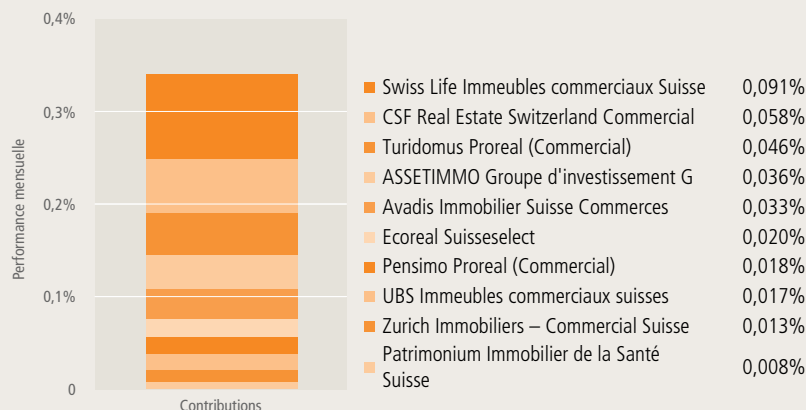 0,4%
0,3%
0,2%
0,1%
0
Performance mensuelle
Contributions
Swiss Life Immeubles commerciaux Suisse 0,091%
CSF Real Estate Switzerland Commercial 0,058%
Turidomus Proreal (Commercial) 0,046%
ASSETIMMO Groupe d'investissement G 0,036%
Avadis Immobilier Suisse Commerces 0,033%
Ecoreal Suisseselect 0,020%
Pensimo Proreal (Commercial) 0,018%
UBS Immeubles commerciaux suisses 0,017%
Zurich Immobiliers – Commercial Suisse 0,013%
Patrimonium Immobilier de la Santé
Suisse 0,008%